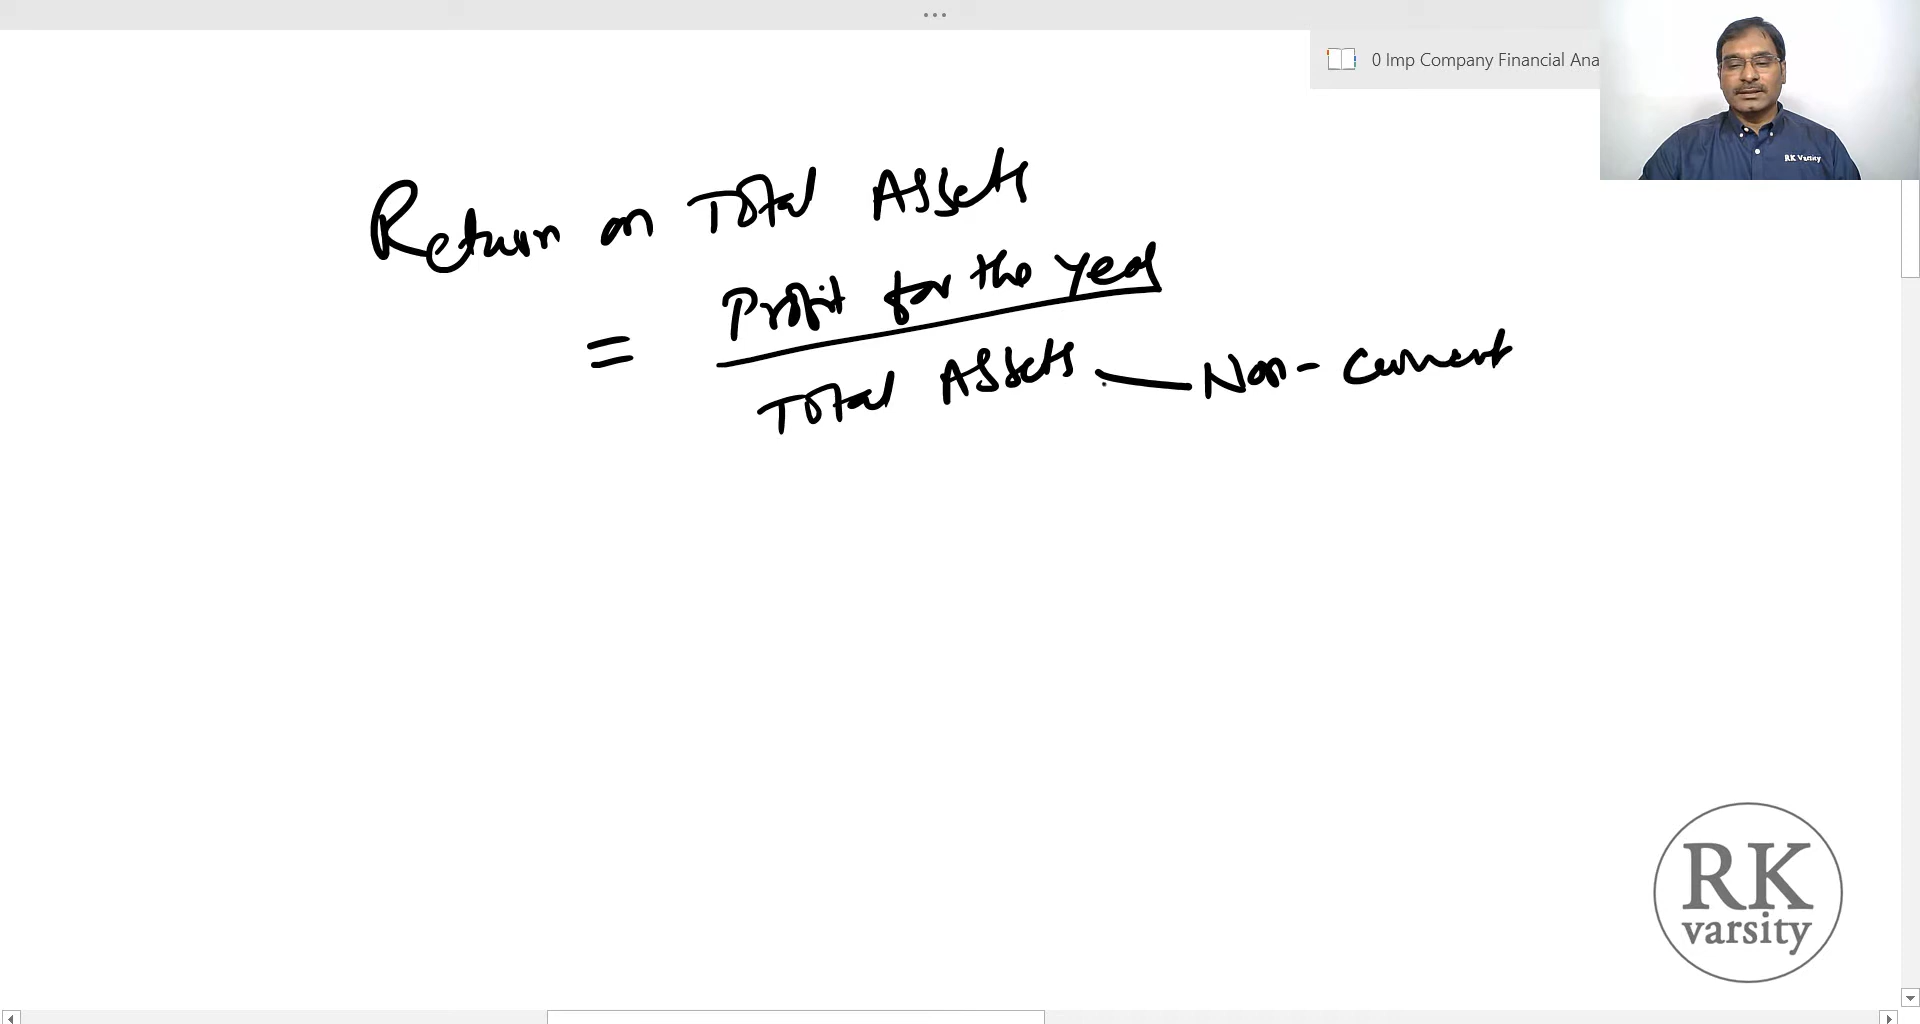 0 Imp Company Financial Ana
RK Varsity
Return on Total Assets
= Profit for the year
Total Assets — Non-current
RK
varsity